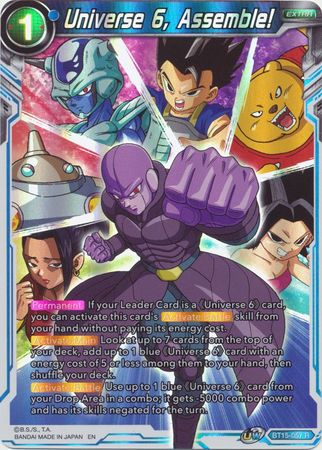 1
Universe 6, Assemble!
EXTRA
Permanent If your Leader Card is a 《Universe 6》 card,
you can activate this card's Activate Battle skill from
your hand without paying its energy cost.
Activate Main Look at up to 7 cards from the top of
your deck, add up to 1 blue 《Universe 6》 card with an
energy cost of 5 or less among them to your hand, then
shuffle your deck.
Activate Battle Use up to 1 blue 《Universe 6》 card from
your Drop Area in a combo; it gets -5000 combo power
and has its skills negated for the turn.
©B.S./S., T.A.
BANDAI MADE IN JAPAN EN
UW
BT15-057 R